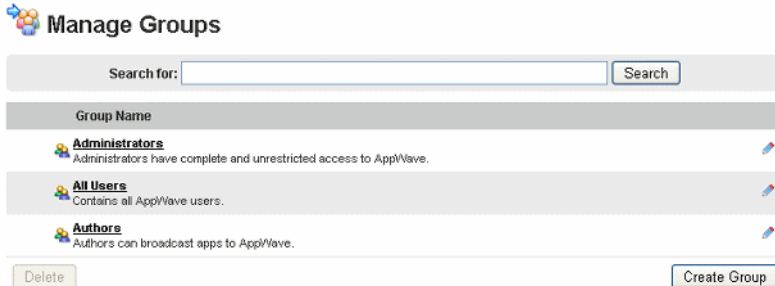 Manage Groups
Search for: Search
Group Name
Administrators
Administrators have complete and unrestricted access to AppWave.
All Users
Contains all AppWave users.
Authors
Authors can broadcast apps to AppWave.
Delete Create Group